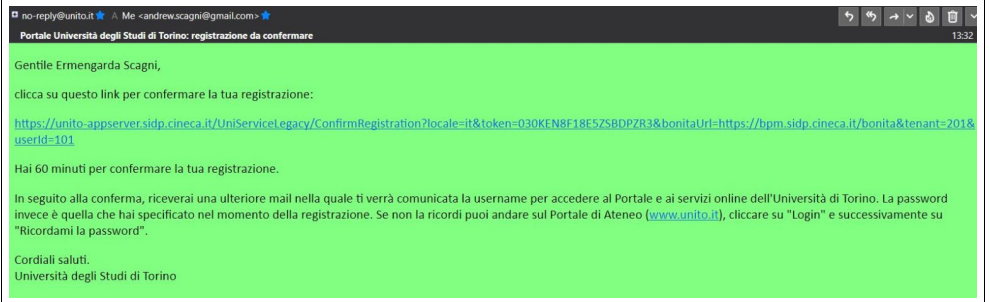 no-reply@unito.it A Me <andrew.scagni@gmail.com>
Portale Università degli Studi di Torino: registrazione da confermare 13:32
Gentile Ermengarda Scagni,
clicca su questo link per confermare la tua registrazione:
https://unito-appserver.sidp.cineca.it/UniServiceLegacy/ConfirmRegistration?locale=it&token=030KEN8F18E5ZSBDPZR3&bonitaUrl=https://bpm.sidp.cineca.it/bonita&tenant=201&
userId=101
Hai 60 minuti per confermare la tua registrazione.
In seguito alla conferma, riceverai una ulteriore mail nella quale ti verrà comunicata la username per accedere al Portale e ai servizi online dell'Università di Torino. La password
invece è quella che hai specificato nel momento della registrazione. Se non la ricordi puoi andare sul Portale di Ateneo (www.unito.it), cliccare su "Login" e successivamente su
"Ricordami la password".
Cordiali saluti.
Università degli Studi di Torino